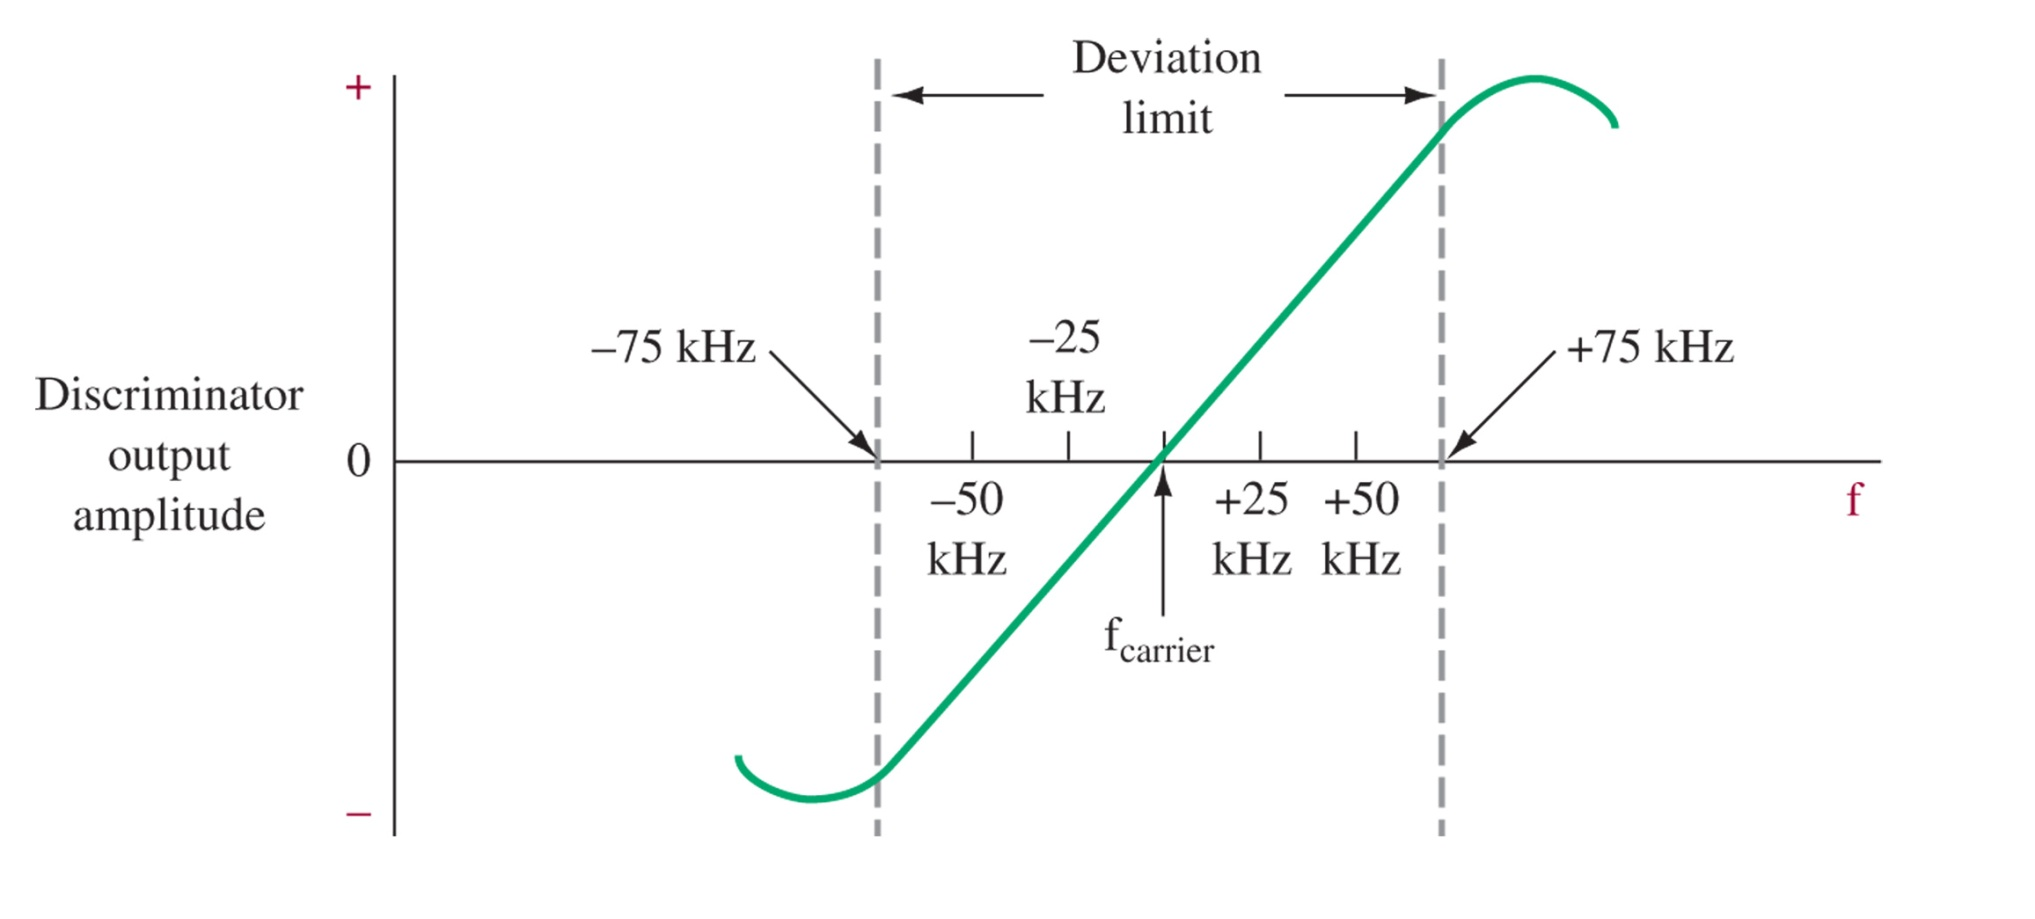 Deviation
limit
+
–75 kHz
–25
kHz
+75 kHz
Discriminator
output
amplitude
0
–50
kHz
+25
kHz
+50
kHz
f
fcarrier
–